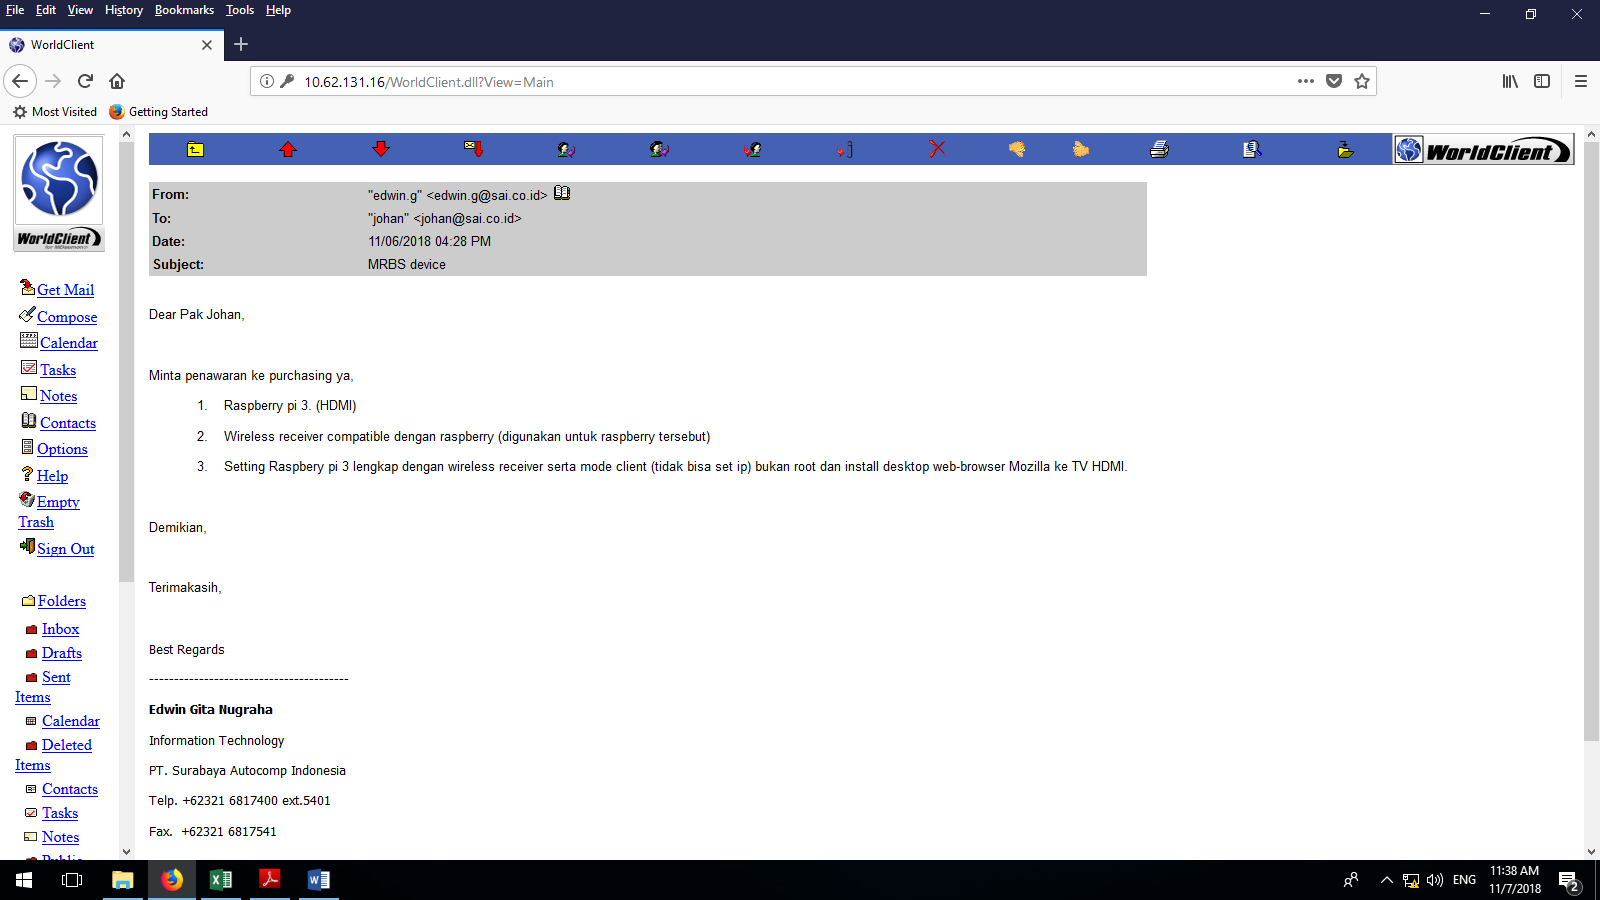 File Edit View History Bookmarks Tools Help
WorldClient
10.62.131.16/WorldClient.dll?View=Main
Most Visited Getting Started
WorldClient
for MDaemon
Get Mail
Compose
Calendar
Tasks
Notes
Contacts
Options
Help
Empty
Trash
Sign Out
Folders
Inbox
Drafts
Sent
Items
Calendar
Deleted
Items
Contacts
Tasks
Notes
Public
WorldClient
From: "edwin.g" <edwin.g@sai.co.id>
To: "johan" <johan@sai.co.id>
Date: 11/06/2018 04:28 PM
Subject: MRBS device
Dear Pak Johan,
Minta penawaran ke purchasing ya,
1. Raspberry pi 3. (HDMI)
2. Wireless receiver compatible dengan raspberry (digunakan untuk raspberry tersebut)
3. Setting Raspbery pi 3 lengkap dengan wireless receiver serta mode client (tidak bisa set ip) bukan root dan install desktop web-browser Mozilla ke TV HDMI.
Demikian,
Terimakasih,
Best Regards
----------------------------------------
Edwin Gita Nugraha
Information Technology
PT. Surabaya Autocomp Indonesia
Telp. +62321 6817400 ext.5401
Fax. +62321 6817541
ENG
11:38 AM
11/7/2018
2